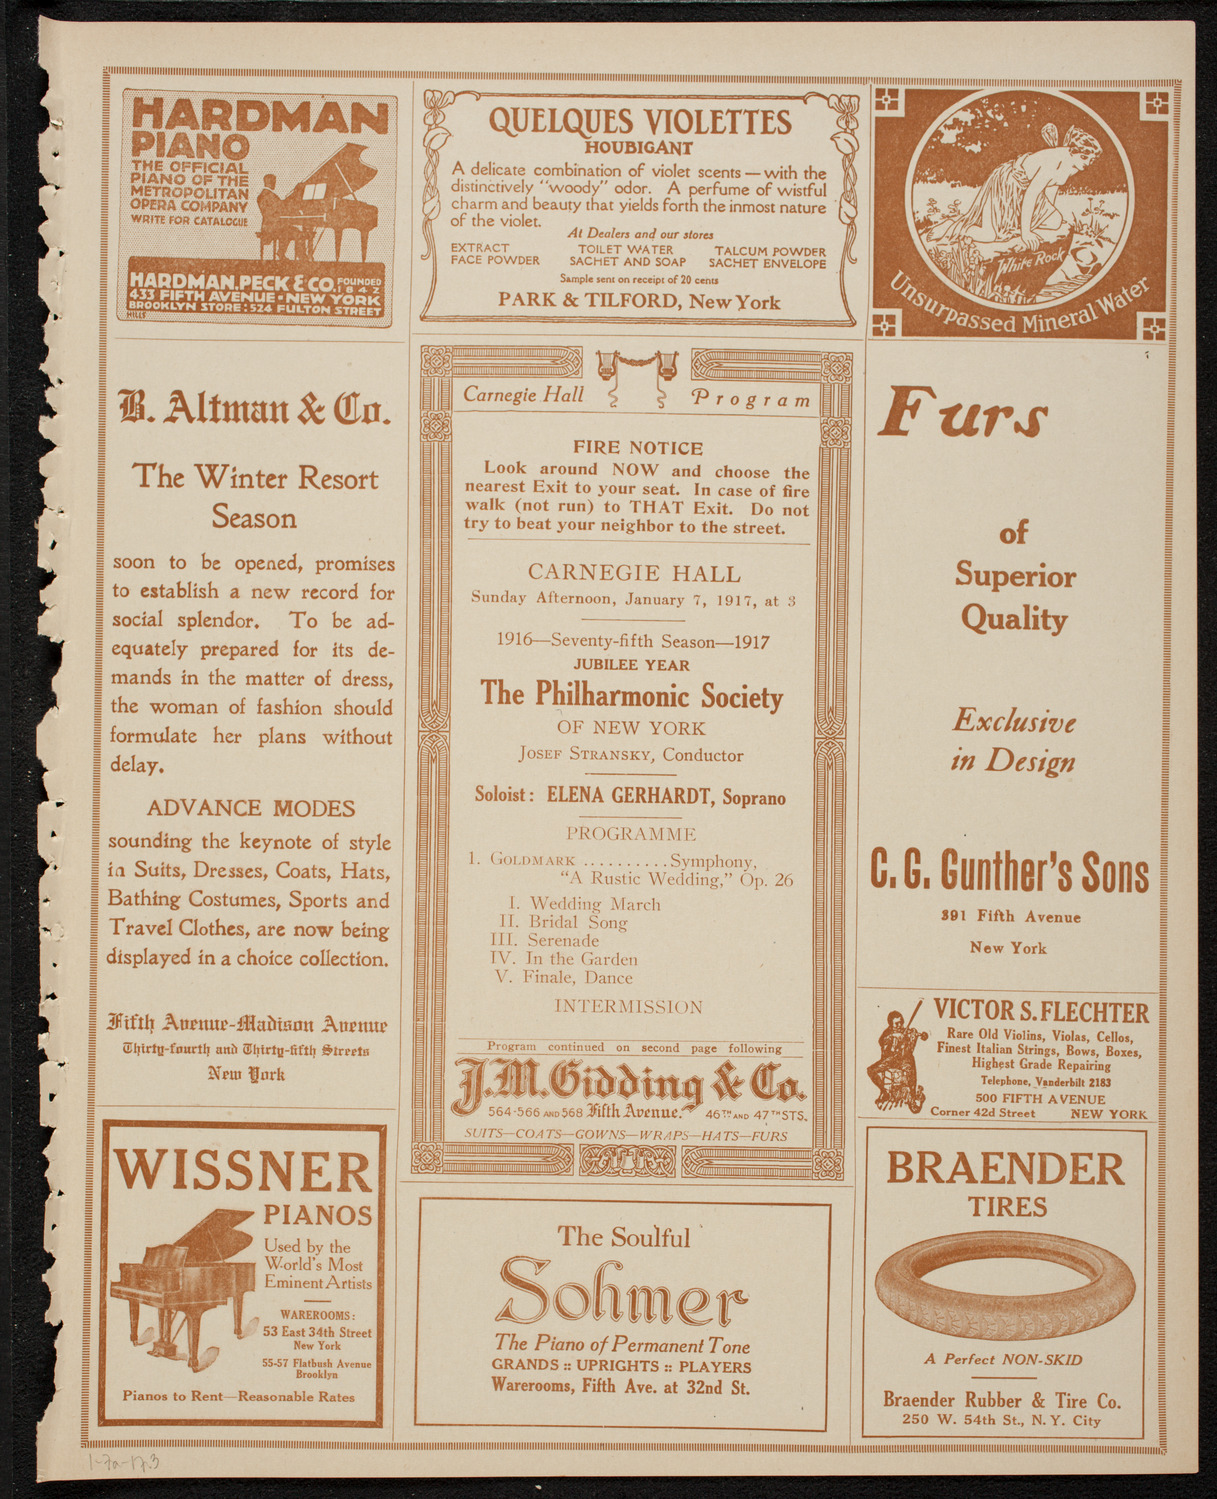 HARDMAN
PIANO
THE OFFICIAL
PIANO OF THE
METROPOLITAN
OPERA COMPANY
WRITE FOR CATALOGUE
HARDMAN, PECK & CO. FOUNDED 1842
433 FIFTH AVENUE • NEW YORK
BROOKLYN STORE: 524 FULTON STREET
HILLS
QUELQUES VIOLETTES
HOUBIGANT
A delicate combination of violet scents — with the
distinctively "woody" odor. A perfume of wistful
charm and beauty that yields forth the inmost nature
of the violet.
At Dealers and our stores
EXTRACT TOILET WATER TALCUM POWDER
FACE POWDER SACHET AND SOAP SACHET ENVELOPE
Sample sent on receipt of 20 cents
PARK & TILFORD, New York
White Rock
Unsurpassed Mineral Water
B. Altman & Co.
The Winter Resort
Season
soon to be opened, promises
to establish a new record for
social splendor. To be ad-
equately prepared for its de-
mands in the matter of dress,
the woman of fashion should
formulate her plans without
delay.
ADVANCE MODES
sounding the keynote of style
in Suits, Dresses, Coats, Hats,
Bathing Costumes, Sports and
Travel Clothes, are now being
displayed in a choice collection.
Fifth Avenue-Madison Avenue
Thirty-fourth and Thirty-fifth Streets
New York
WISSNER
PIANOS
Used by the
World's Most
Eminent Artists
WAREROOMS:
53 East 34th Street
New York
55-57 Flatbush Avenue
Brooklyn
Pianos to Rent—Reasonable Rates
Carnegie Hall Program
FIRE NOTICE
Look around NOW and choose the
nearest Exit to your seat. In case of fire
walk (not run) to THAT Exit. Do not
try to beat your neighbor to the street.
CARNEGIE HALL
Sunday Afternoon, January 7, 1917, at 3
1916—Seventy-fifth Season—1917
JUBILEE YEAR
The Philharmonic Society
OF NEW YORK
JOSEF STRANSKY, Conductor
Soloist: ELENA GERHARDT, Soprano
PROGRAMME
1. GOLDMARK ..........Symphony,
"A Rustic Wedding," Op. 26
I. Wedding March
II. Bridal Song
III. Serenade
IV. In the Garden
V. Finale, Dance
INTERMISSION
Program continued on second page following
J.M. Gidding & Co.
564-566 AND 568 Fifth Avenue. 46TH AND 47TH STS.
SUITS—COATS—GOWNS—WRAPS—HATS—FURS
The Soulful
Sohmer
The Piano of Permanent Tone
GRANDS :: UPRIGHTS :: PLAYERS
Warerooms, Fifth Ave. at 32nd St.
Furs
of
Superior
Quality
Exclusive
in Design
C. G. Gunther's Sons
391 Fifth Avenue
New York
VICTOR S. FLECHTER
Rare Old Violins, Violas, Cellos,
Finest Italian Strings, Bows, Boxes,
Highest Grade Repairing
Telephone, Vanderbilt 2183
500 FIFTH AVENUE
Corner 42d Street NEW YORK
BRAENDER
TIRES
A Perfect NON-SKID
Braender Rubber & Tire Co.
250 W. 54th St., N. Y. City
1-7a-17p.3